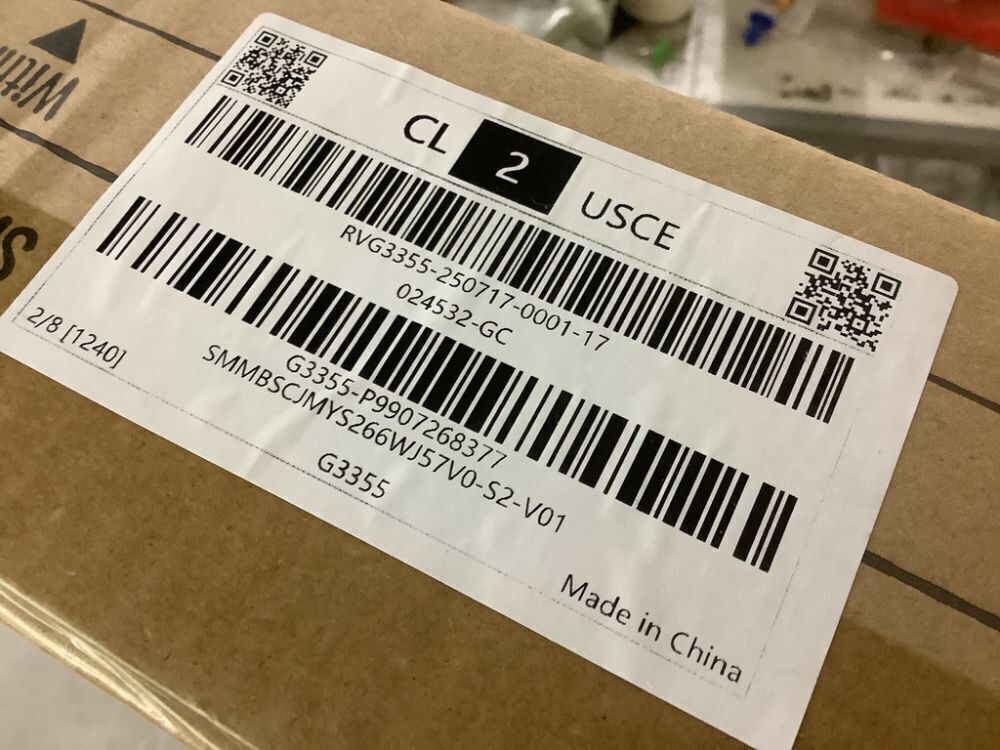 CL 2 USCE
RVG3355-250717-0001-17
024532-GC
G3355-P9907268377
SMMBSCJMYS266WJ57V0-S2-V01
2/8 [1240]
G3355
Made in China